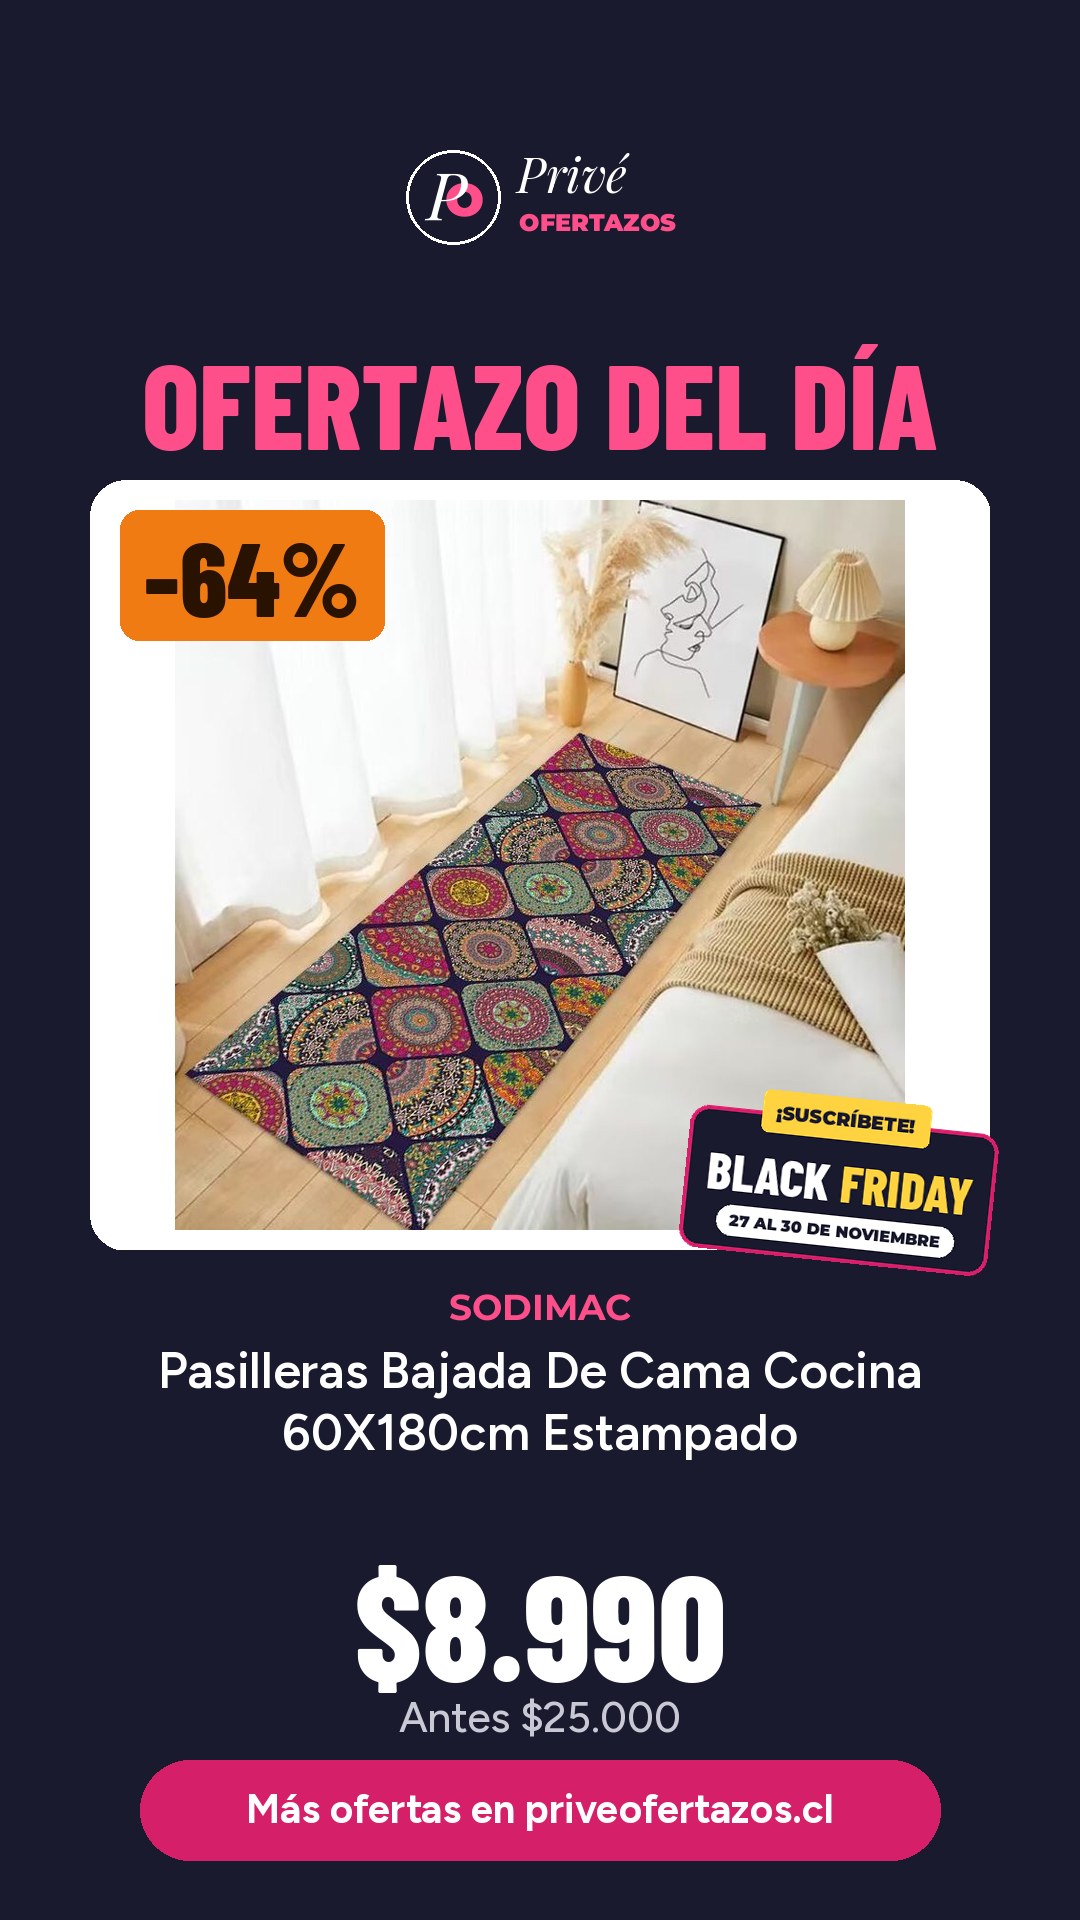 PO Privé
OFERTAZOS
OFERTAZO DEL DÍA
-64%
¡SUSCRÍBETE!
BLACK FRIDAY
27 AL 30 DE NOVIEMBRE
SODIMAC
Pasilleras Bajada De Cama Cocina
60X180cm Estampado
$8.990
Antes $25.000
Más ofertas en priveofertazos.cl